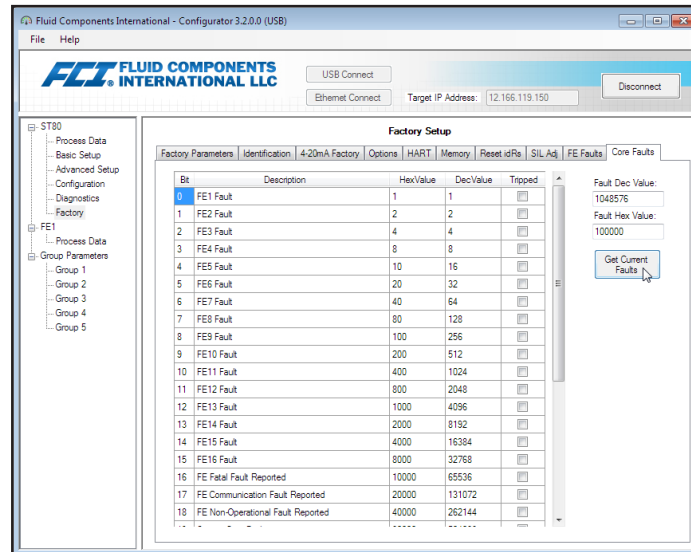 Fluid Components International - Configurator 3.2.0.0 (USB)
File Help
FCI. FLUID COMPONENTS
® INTERNATIONAL LLC
USB Connect
Ethernet Connect
Target IP Address: 12.166.119.150
Disconnect
ST80
Process Data
Basic Setup
Advanced Setup
Configuration
Diagnostics
Factory
FE1
Process Data
Group Parameters
Group 1
Group 2
Group 3
Group 4
Group 5
Factory Setup
Factory Parameters Identification 4-20mA Factory Options HART Memory Reset idRs SIL Adj FE Faults Core Faults
Bit Description HexValue DecValue Tripped
0 FE1 Fault 1 1
1 FE2 Fault 2 2
2 FE3 Fault 4 4
3 FE4 Fault 8 8
4 FE5 Fault 10 16
5 FE6 Fault 20 32
6 FE7 Fault 40 64
7 FE8 Fault 80 128
8 FE9 Fault 100 256
9 FE10 Fault 200 512
10 FE11 Fault 400 1024
11 FE12 Fault 800 2048
12 FE13 Fault 1000 4096
13 FE14 Fault 2000 8192
14 FE15 Fault 4000 16384
15 FE16 Fault 8000 32768
16 FE Fatal Fault Reported 10000 65536
17 FE Communication Fault Reported 20000 131072
18 FE Non-Operational Fault Reported 40000 262144
Fault Dec Value:
1048576
Fault Hex Value:
100000
Get Current
Faults